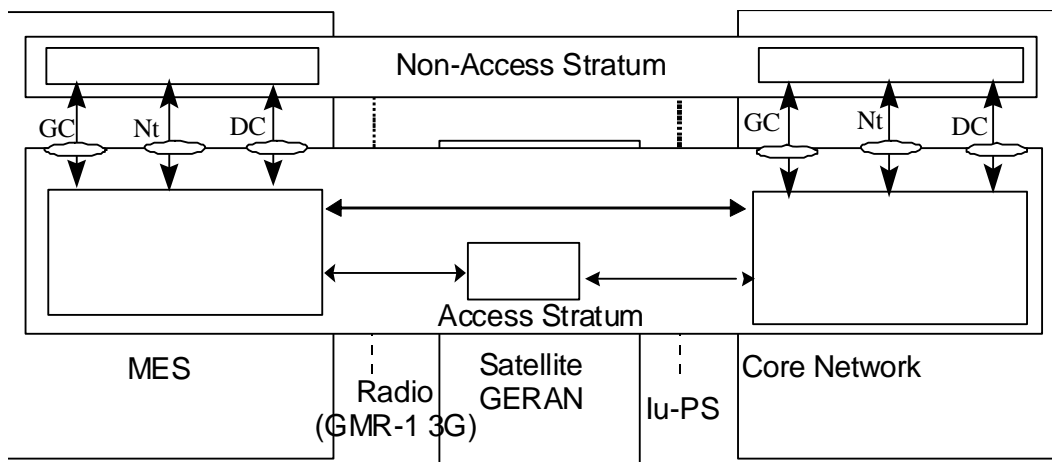 Non-Access Stratum
GC
Nt
DC
GC
Nt
DC
Access Stratum
MES
Radio
(GMR-1 3G)
Satellite
GERAN
Iu-PS
Core Network